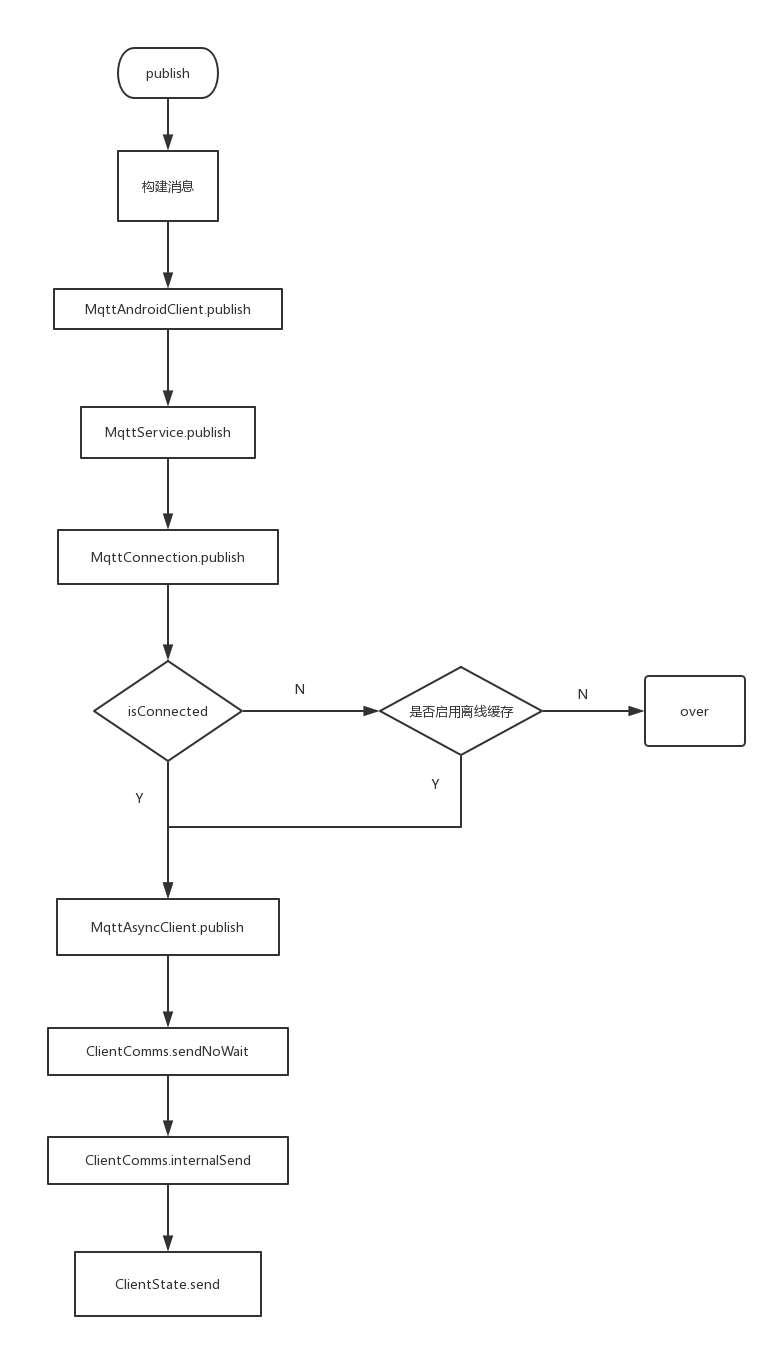 publish
构建消息
MqttAndroidClient.publish
MqttService.publish
MqttConnection.publish
isConnected
N
是否启用离线缓存
N
over
Y
Y
MqttAsyncClient.publish
ClientComms.sendNoWait
ClientComms.internalSend
ClientState.send